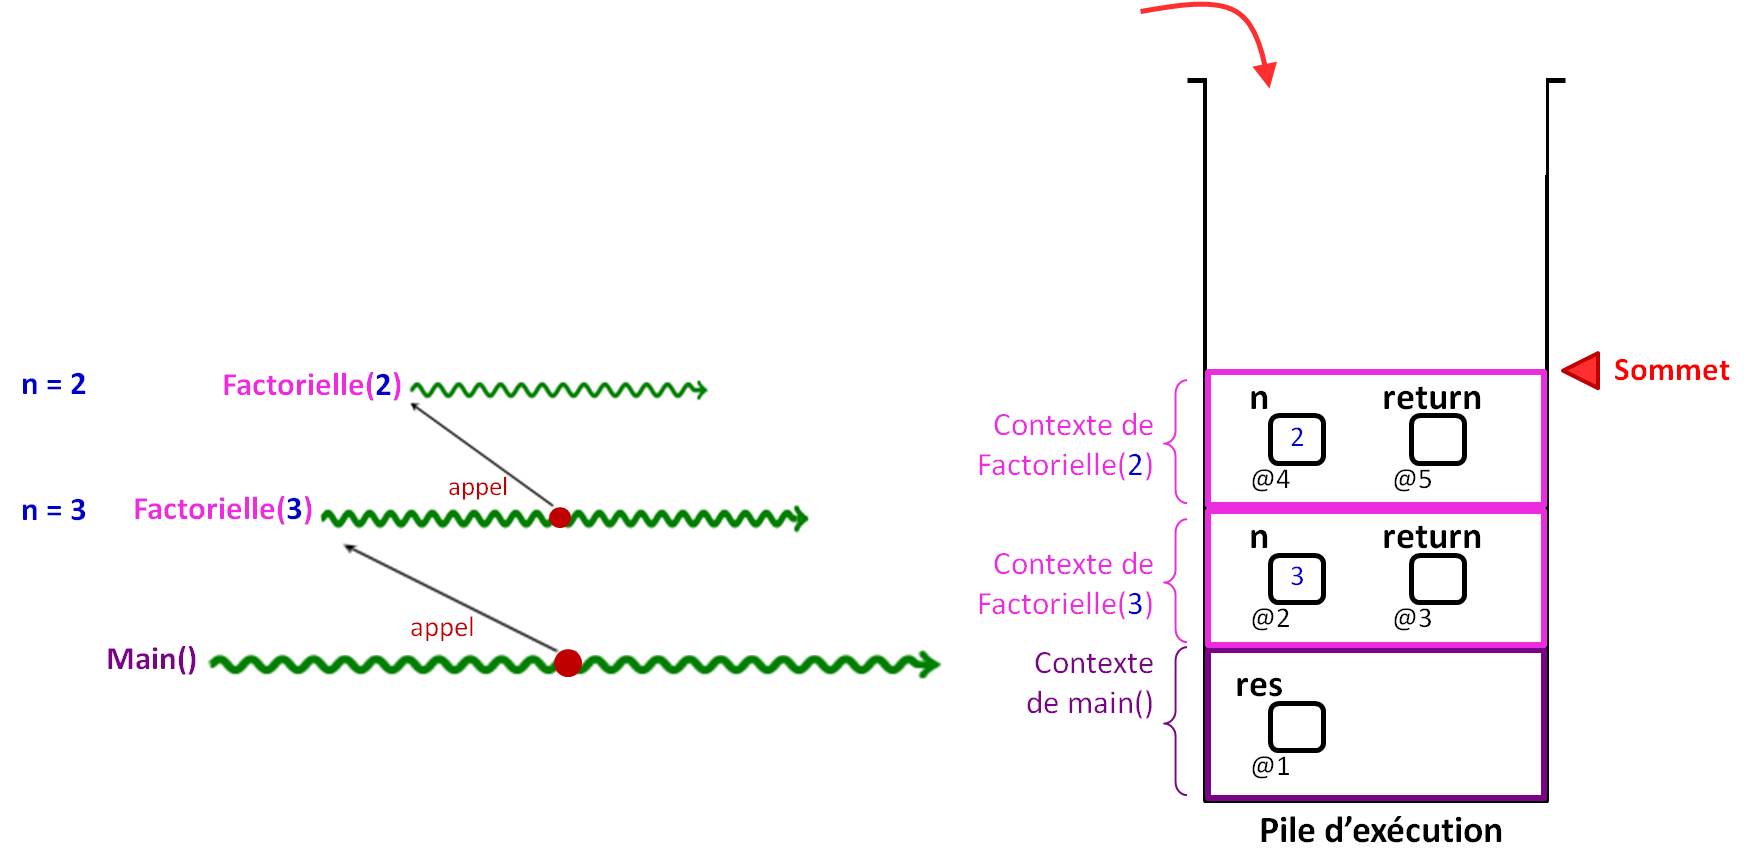 n = 2
Factorielle(2)
appel
n = 3
Factorielle(3)
appel
Main()
Sommet
Contexte de
Factorielle(2)
n
return
2
@4
@5
Contexte de
Factorielle(3)
n
return
3
@2
@3
Contexte
de main()
res
@1
Pile d’exécution